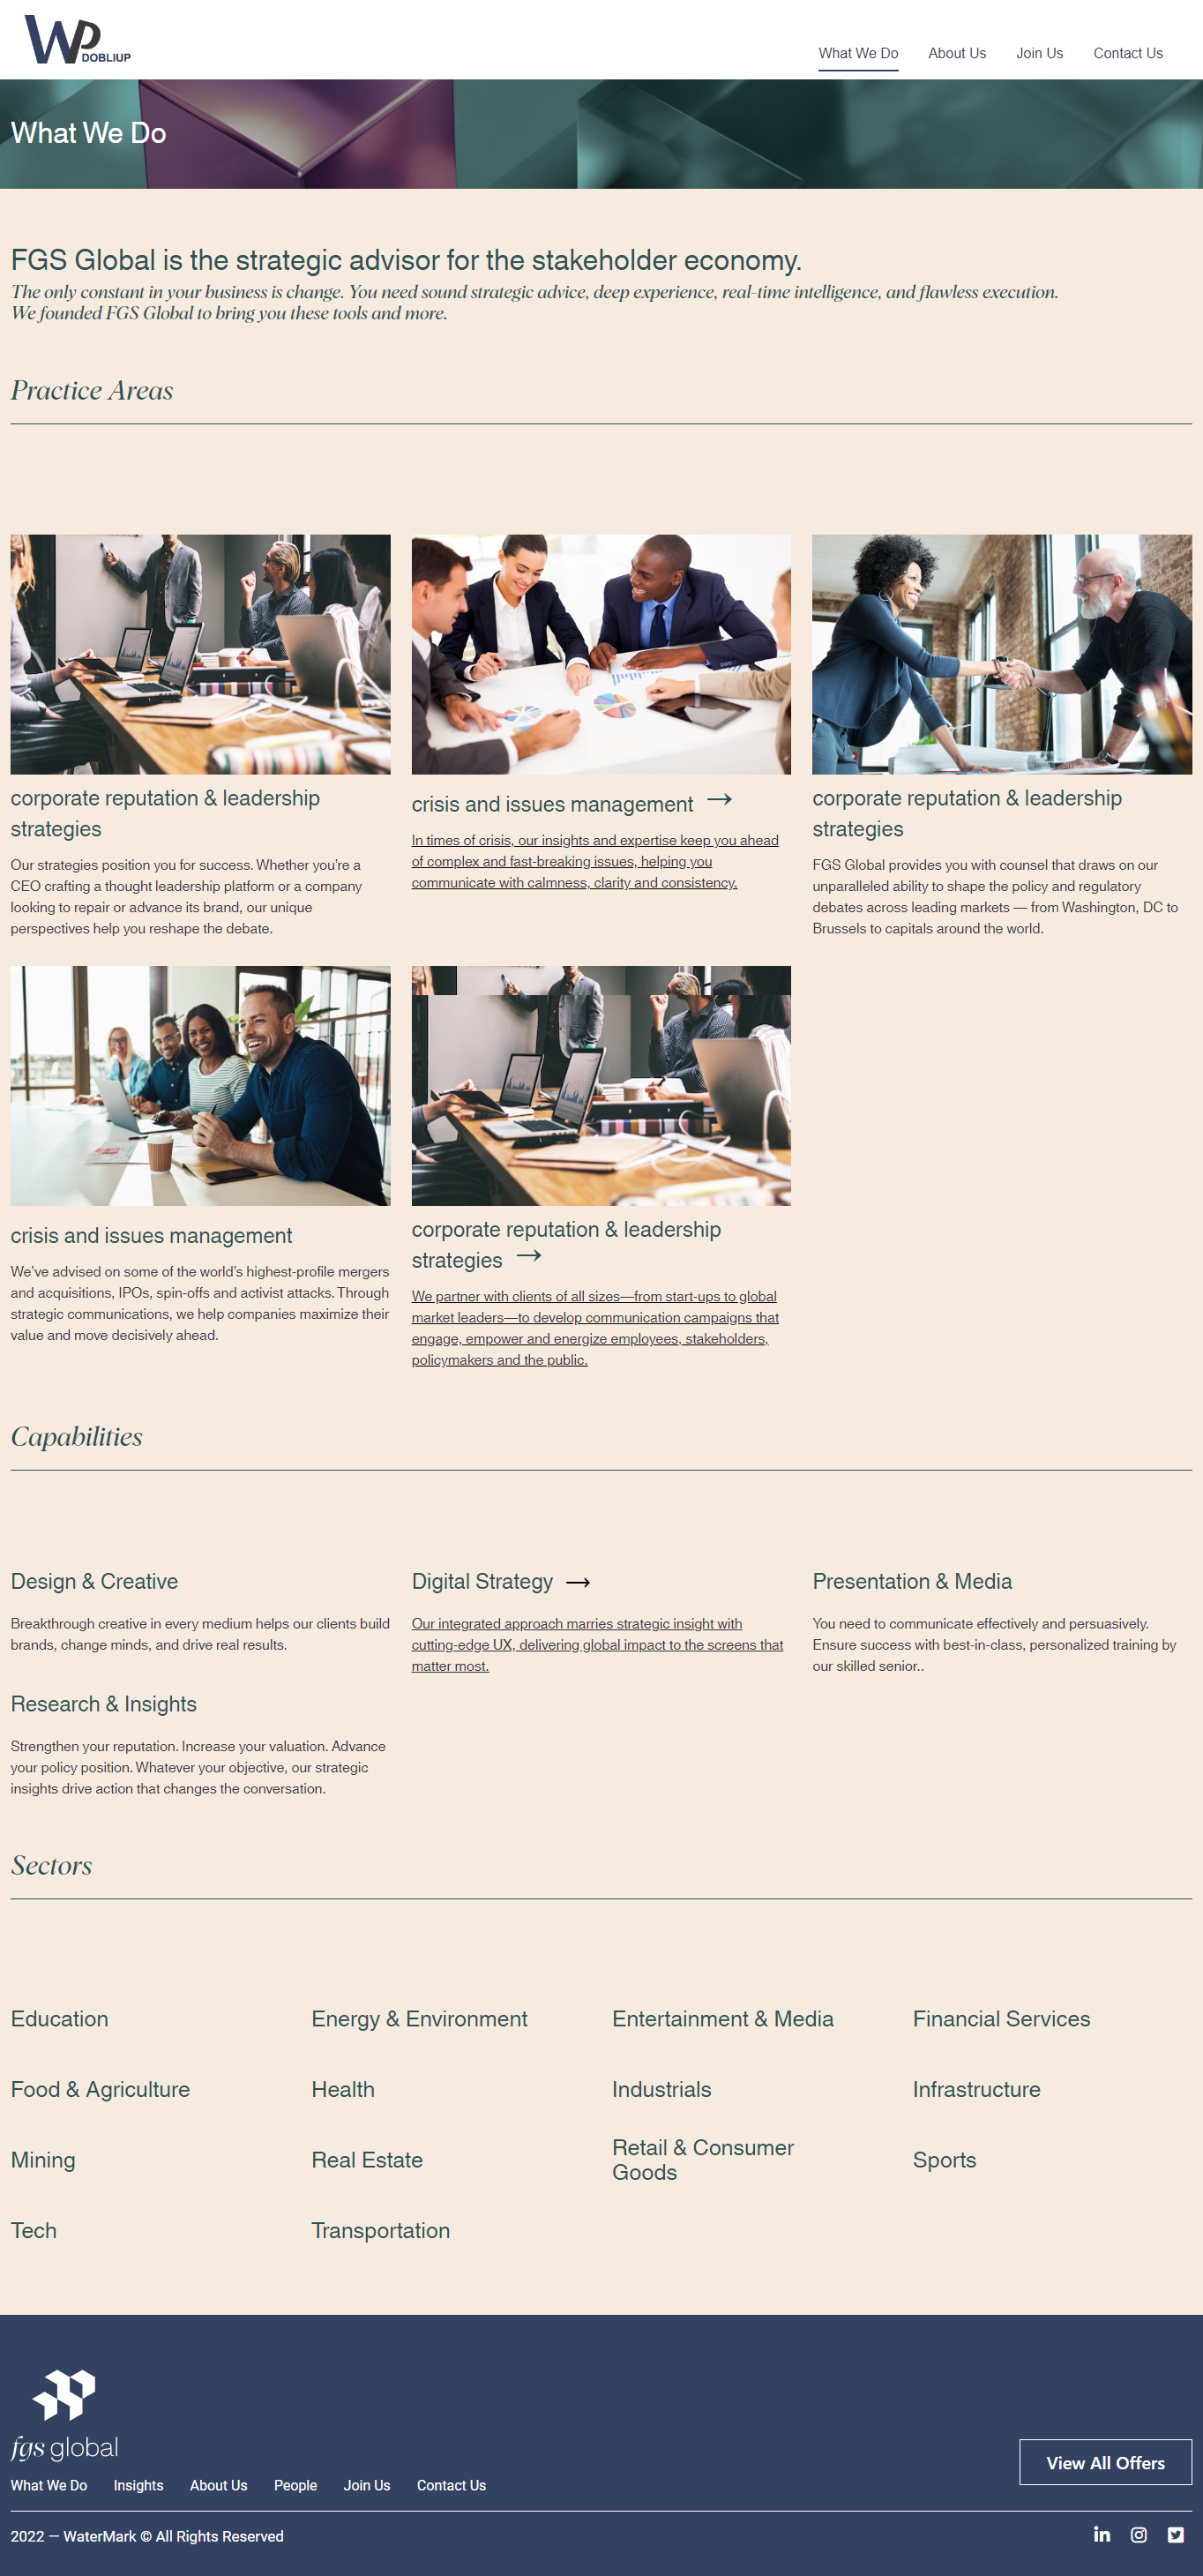 WP
DOBLIUP
What We Do
About Us
Join Us
Contact Us
What We Do
FGS Global is the strategic advisor for the stakeholder economy.
The only constant in your business is change. You need sound strategic advice, deep experience, real-time intelligence, and flawless execution.
We founded FGS Global to bring you these tools and more.
Practice Areas
corporate reputation & leadership
strategies
Our strategies position you for success. Whether you’re a
CEO crafting a thought leadership platform or a company
looking to repair or advance its brand, our unique
perspectives help you reshape the debate.
crisis and issues management →
In times of crisis, our insights and expertise keep you ahead
of complex and fast-breaking issues, helping you
communicate with calmness, clarity and consistency.
corporate reputation & leadership
strategies
FGS Global provides you with counsel that draws on our
unparalleled ability to shape the policy and regulatory
debates across leading markets — from Washington, DC to
Brussels to capitals around the world.
crisis and issues management
We’ve advised on some of the world’s highest-profile mergers
and acquisitions, IPOs, spin-offs and activist attacks. Through
strategic communications, we help companies maximize their
value and move decisively ahead.
corporate reputation & leadership
strategies →
We partner with clients of all sizes—from start-ups to global
market leaders—to develop communication campaigns that
engage, empower and energize employees, stakeholders,
policymakers and the public.
Capabilities
Design & Creative
Breakthrough creative in every medium helps our clients build
brands, change minds, and drive real results.
Digital Strategy →
Our integrated approach marries strategic insight with
cutting-edge UX, delivering global impact to the screens that
matter most.
Presentation & Media
You need to communicate effectively and persuasively.
Ensure success with best-in-class, personalized training by
our skilled senior..
Research & Insights
Strengthen your reputation. Increase your valuation. Advance
your policy position. Whatever your objective, our strategic
insights drive action that changes the conversation.
Sectors
Education
Energy & Environment
Entertainment & Media
Financial Services
Food & Agriculture
Health
Industrials
Infrastructure
Mining
Real Estate
Retail & Consumer
Goods
Sports
Tech
Transportation
fgs global
View All Offers
What We Do
Insights
About Us
People
Join Us
Contact Us
2022 — WaterMark © All Rights Reserved